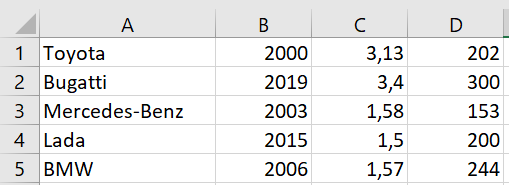 A B C D
1 Toyota 2000 3,13 202
2 Bugatti 2019 3,4 300
3 Mercedes-Benz 2003 1,58 153
4 Lada 2015 1,5 200
5 BMW 2006 1,57 244